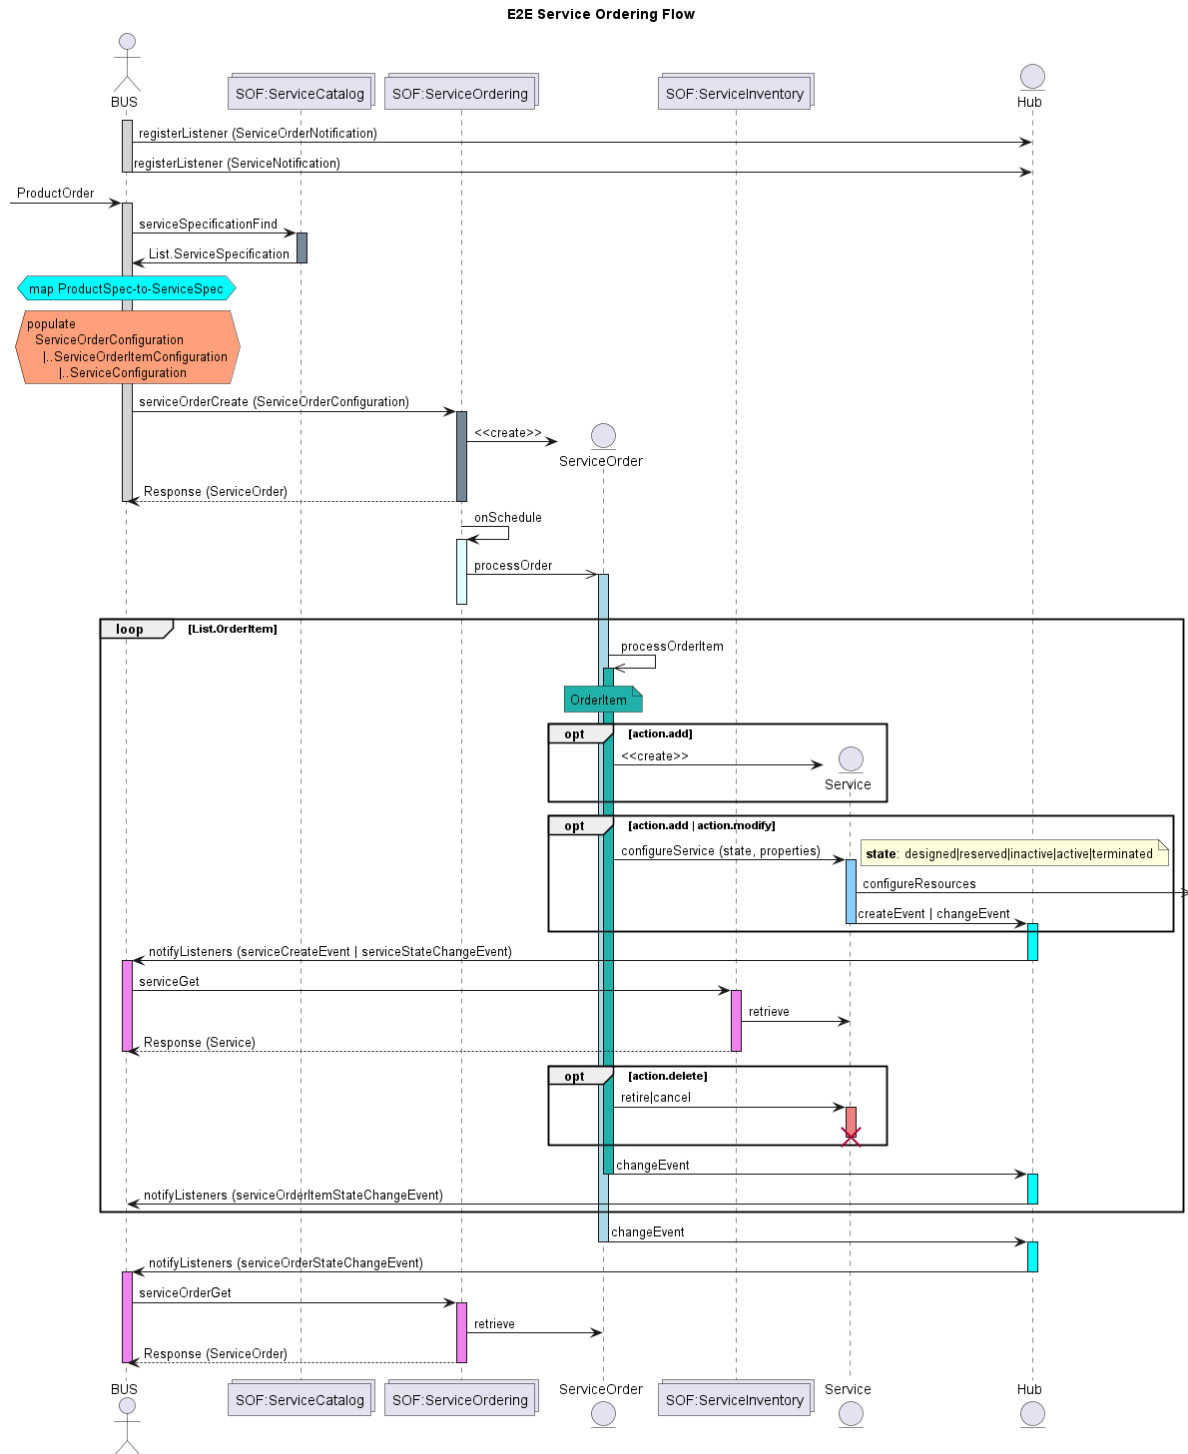 E2E Service Ordering Flow
BUS
SOF:ServiceCatalog
SOF:ServiceOrdering
SOF:ServiceInventory
Hub
registerListener (ServiceOrderNotification)
registerListener (ServiceNotification)
ProductOrder
serviceSpecificationFind
List.ServiceSpecification
map ProductSpec-to-ServiceSpec
populate
ServiceOrderConfiguration
|..ServiceOrderItemConfiguration
|..ServiceConfiguration
serviceOrderCreate (ServiceOrderConfiguration)
<<create>>
ServiceOrder
Response (ServiceOrder)
onSchedule
processOrder
loop [List.OrderItem]
processOrderItem
OrderItem
opt [action.add]
<<create>>
Service
opt [action.add | action.modify]
configureService (state, properties)
state: designed|reserved|inactive|active|terminated
configureResources
createEvent | changeEvent
notifyListeners (serviceCreateEvent | serviceStateChangeEvent)
serviceGet
retrieve
Response (Service)
opt [action.delete]
retire|cancel
changeEvent
notifyListeners (serviceOrderItemStateChangeEvent)
changeEvent
notifyListeners (serviceOrderStateChangeEvent)
serviceOrderGet
retrieve
Response (ServiceOrder)
BUS
SOF:ServiceCatalog
SOF:ServiceOrdering
ServiceOrder
SOF:ServiceInventory
Service
Hub